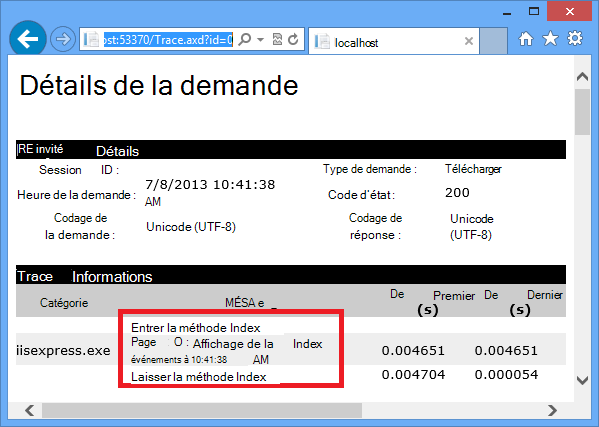 ost:53370/Trace.axd?id=0
localhost
Détails de la demande
RE invité Détails
Session ID :
Type de demande : Télécharger
Heure de la demande : 7/8/2013 10:41:38 AM
Code d'état : 200
Codage de la demande : Unicode (UTF-8)
Codage de réponse : Unicode (UTF-8)
Trace Informations
Catégorie MÉSA e _ De Premier (s) De Dernier (s)
Entrer la méthode Index
iisexpress.exe Page O : Affichage de la Index 0.004651 0.004651
événements à 10:41:38 AM
Laisser la méthode Index 0.004704 0.000054